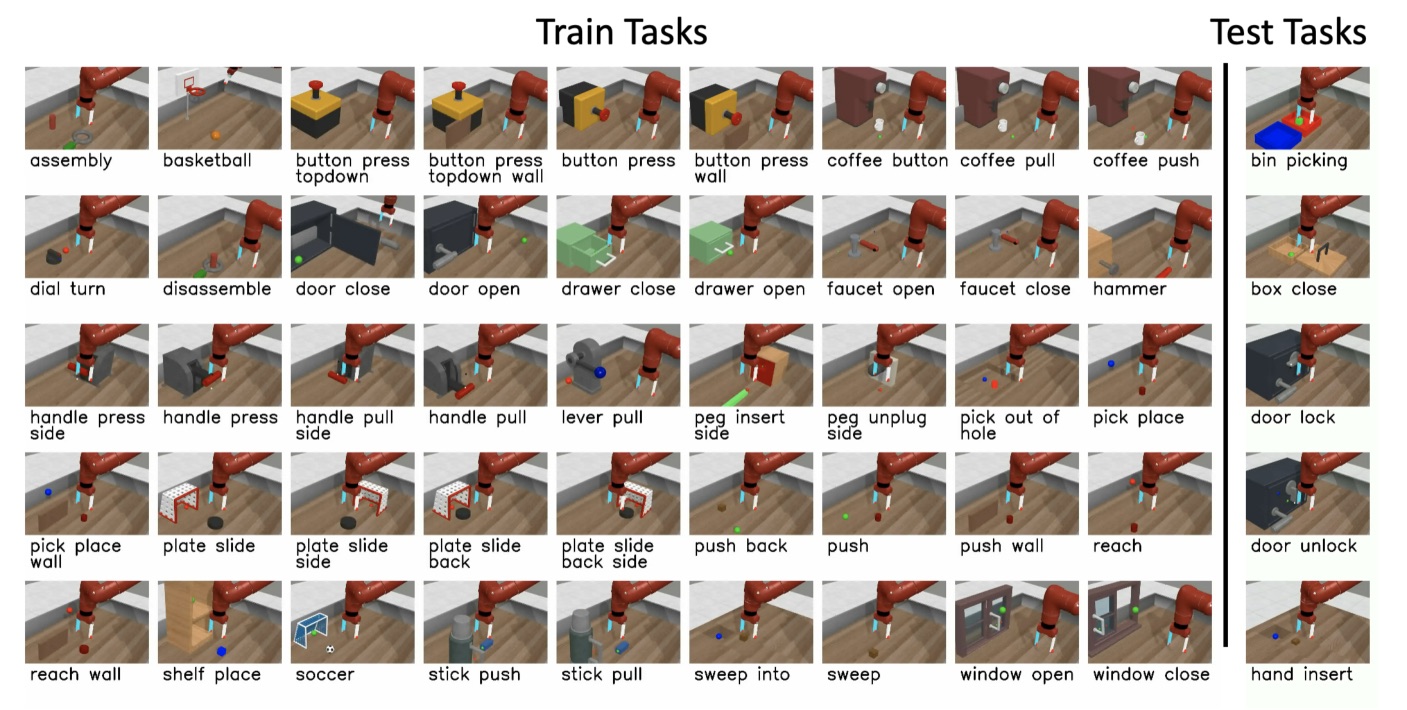 Train Tasks
Test Tasks
assembly
basketball
button press
topdown
button press
topdown wall
button press
button press
wall
coffee button
coffee pull
coffee push
bin picking
dial turn
disassemble
door close
door open
drawer close
drawer open
faucet open
faucet close
hammer
box close
handle press
side
handle press
handle pull
side
handle pull
lever pull
peg insert
side
peg unplug
side
pick out of
hole
pick place
door lock
pick place
wall
plate slide
plate slide
side
plate slide
back
plate slide
back side
push back
push
push wall
reach
door unlock
reach wall
shelf place
soccer
stick push
stick pull
sweep into
sweep
window open
window close
hand insert